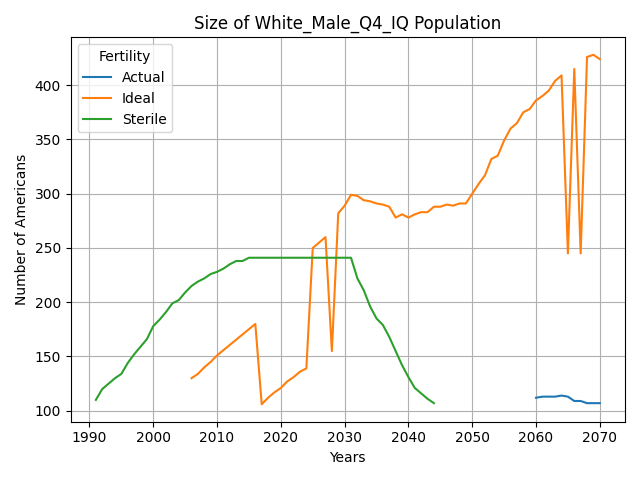 Size of White_Male_Q4_IQ Population
Fertility
Actual
Ideal
Sterile
Number of Americans
400
350
300
250
200
150
100
1990 2000 2010 2020 2030 2040 2050 2060 2070
Years